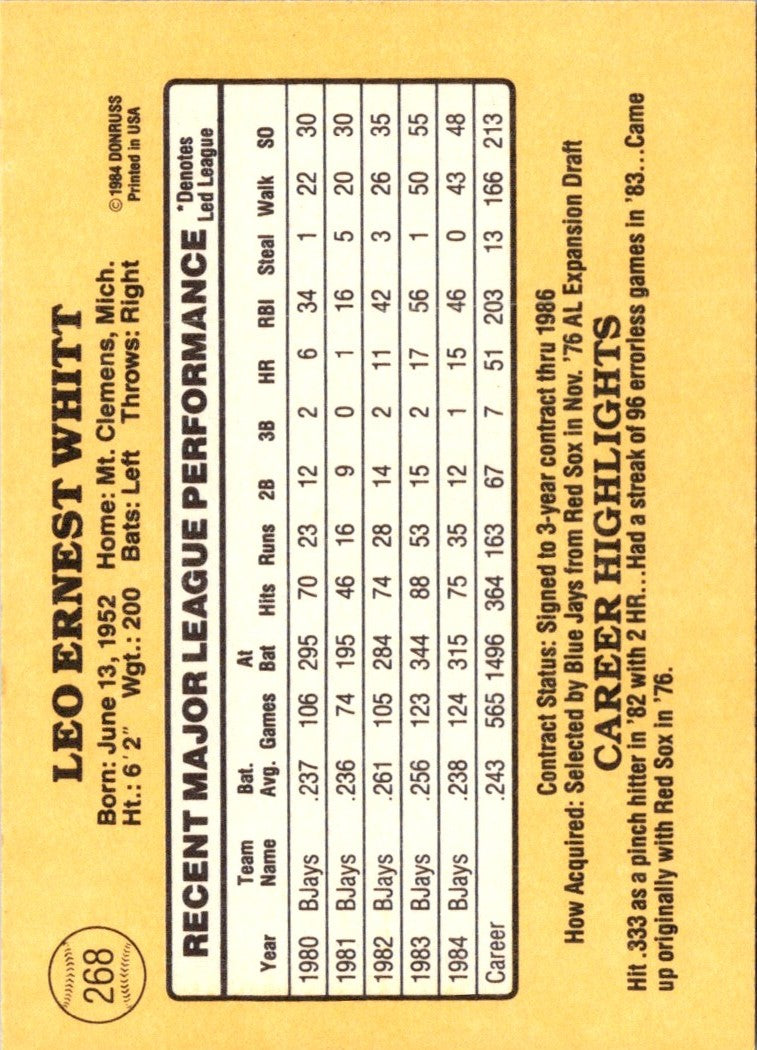 268
LEO ERNEST WHITT
Born: June 13, 1952 Home: Mt. Clemens, Mich.
Ht.: 6'2" Wgt.: 200 Bats: Left Throws: Right
© 1984 DONRUSS
Printed in USA
RECENT MAJOR LEAGUE PERFORMANCE
*Denotes
Led League
Year Team Name Bat. Avg. Games At Bat Hits Runs 2B 3B HR RBI Steal Walk SO
1980 BJays .237 106 295 70 23 12 2 6 34 1 22 30
1981 BJays .236 74 195 46 16 9 0 1 16 5 20 30
1982 BJays .261 105 284 74 28 14 2 11 42 3 26 35
1983 BJays .256 123 344 88 53 15 2 17 56 1 50 55
1984 BJays .238 124 315 75 35 12 1 15 46 0 43 48
Career .243 565 1496 364 163 67 7 51 203 13 166 213
Contract Status: Signed to 3-year contract thru 1986
How Acquired: Selected by Blue Jays from Red Sox in Nov. '76 AL Expansion Draft
CAREER HIGHLIGHTS
Hit .333 as a pinch hitter in '82 with 2 HR...Had a streak of 96 errorless games in '83...Came
up originally with Red Sox in '76.